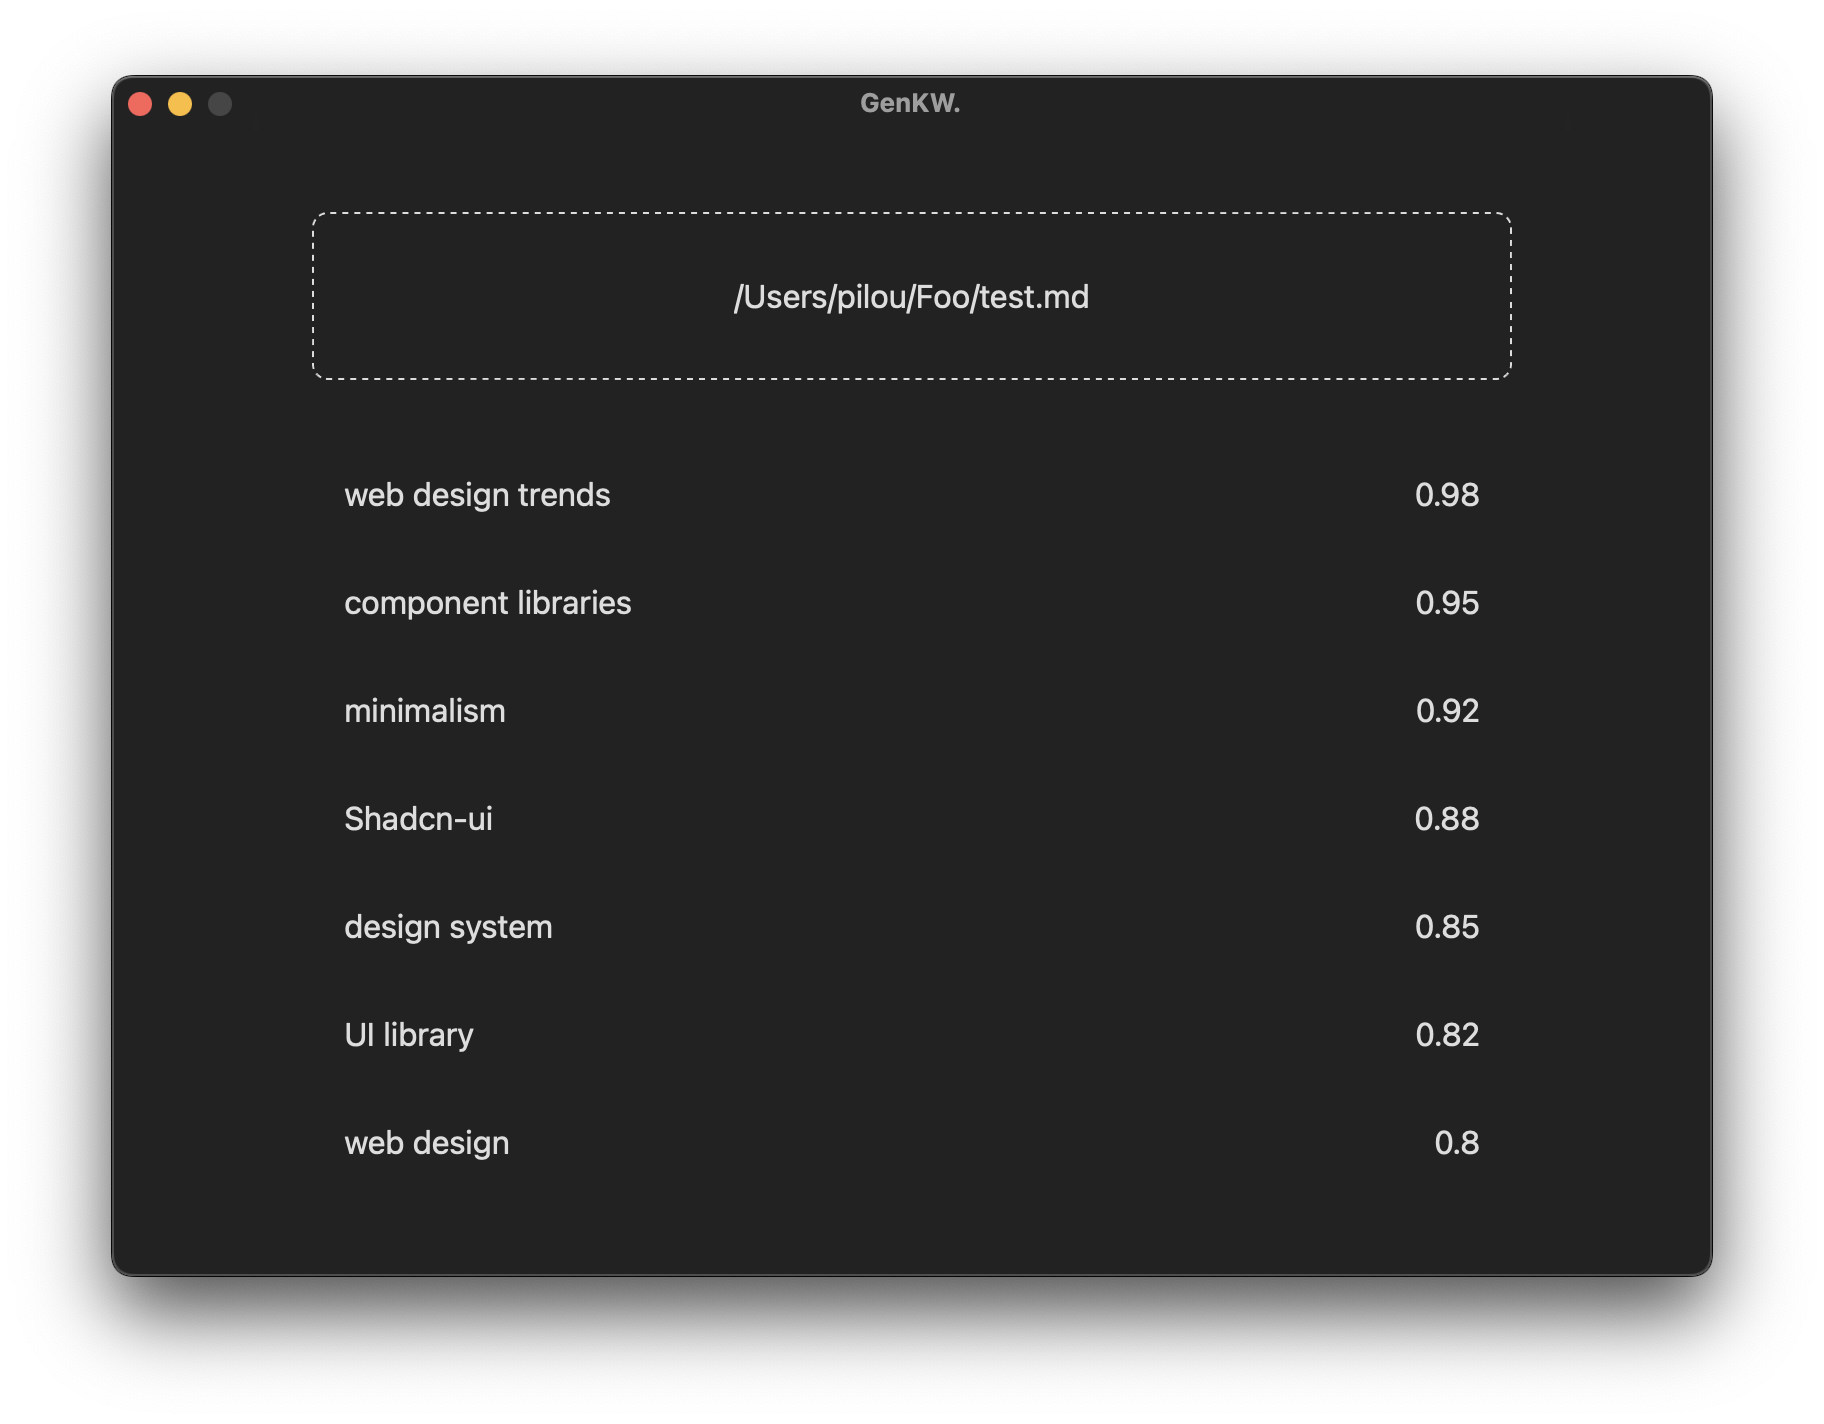 GenKW.
/Users/pilou/Foo/test.md
web design trends 0.98
component libraries 0.95
minimalism 0.92
Shadcn-ui 0.88
design system 0.85
UI library 0.82
web design 0.8